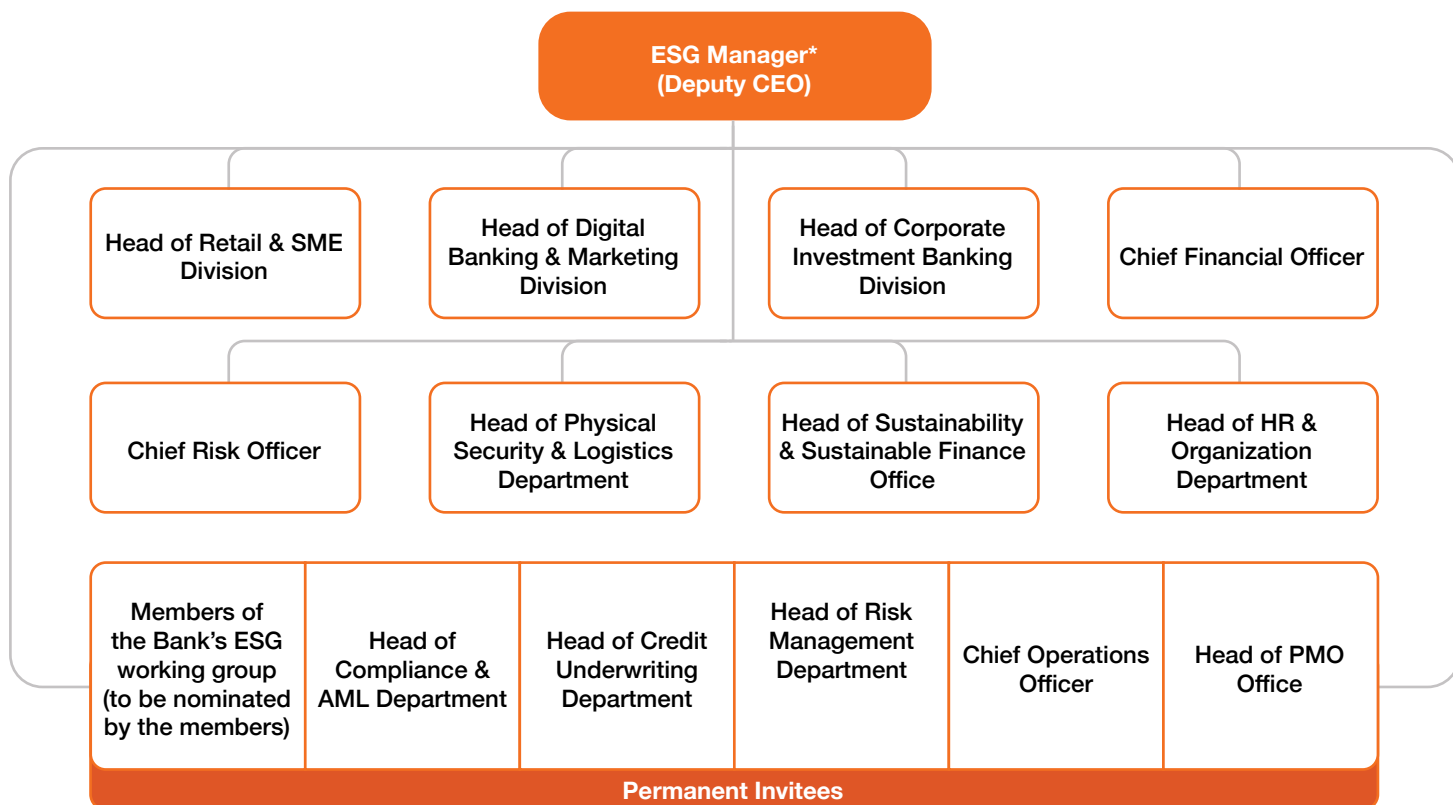 ESG Manager*
(Deputy CEO)
Head of Retail & SME
Division
Head of Digital
Banking & Marketing
Division
Head of Corporate
Investment Banking
Division
Chief Financial Officer
Chief Risk Officer
Head of Physical
Security & Logistics
Department
Head of Sustainability
& Sustainable Finance
Office
Head of HR &
Organization
Department
Members of
the Bank’s ESG
working group
(to be nominated
by the members)
Head of
Compliance &
AML Department
Head of Credit
Underwriting
Department
Head of Risk
Management
Department
Chief Operations
Officer
Head of PMO
Office
Permanent Invitees